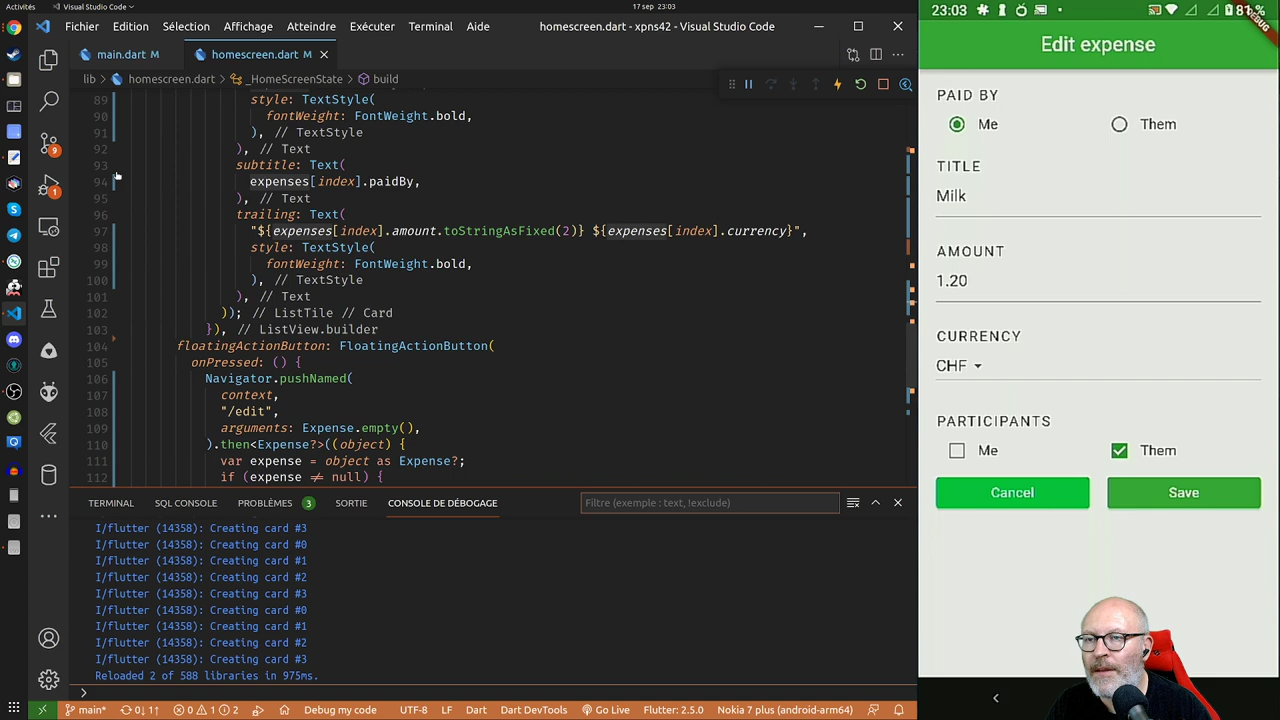 Activités
Visual Studio Code
17 sep 23:03
Fichier Edition Sélection Affichage Atteindre Exécuter Terminal Aide
homescreen.dart - xpns42 - Visual Studio Code
main.dart M
homescreen.dart M
lib > homescreen.dart > _HomeScreenState > build
89 style: TextStyle(
90 fontWeight: FontWeight.bold,
91 ), // TextStyle
92 ), // Text
93 subtitle: Text(
94 expenses[index].paidBy,
95 ), // Text
96 trailing: Text(
97 "${expenses[index].amount.toStringAsFixed(2)} ${expenses[index].currency}",
98 style: TextStyle(
99 fontWeight: FontWeight.bold,
100 ), // TextStyle
101 ), // Text
102 )); // ListTile // Card
103 }), // ListView.builder
104 floatingActionButton: FloatingActionButton(
105 onPressed: () {
106 Navigator.pushNamed(
107 context,
108 "/edit",
109 arguments: Expense.empty(),
110 ).then<Expense?>((object) {
111 var expense = object as Expense?;
112 if (expense != null) {
9
1
TERMINAL SQL CONSOLE PROBLÈMES 3 SORTIE CONSOLE DE DÉBOGAGE
Filtre (exemple : text, !exclude)
I/flutter (14358): Creating card #3
I/flutter (14358): Creating card #0
I/flutter (14358): Creating card #1
I/flutter (14358): Creating card #2
I/flutter (14358): Creating card #3
I/flutter (14358): Creating card #0
I/flutter (14358): Creating card #1
I/flutter (14358): Creating card #2
I/flutter (14358): Creating card #3
Reloaded 2 of 588 libraries in 975ms.
main* 0↓ 1↑ 0 1 2 Debug my code UTF-8 LF Dart Dart DevTools Go Live Flutter: 2.5.0 Nokia 7 plus (android-arm64)
23:03
Edit expense
PAID BY
Me Them
TITLE
Milk
AMOUNT
1.20
CURRENCY
CHF
PARTICIPANTS
Me Them
Cancel Save